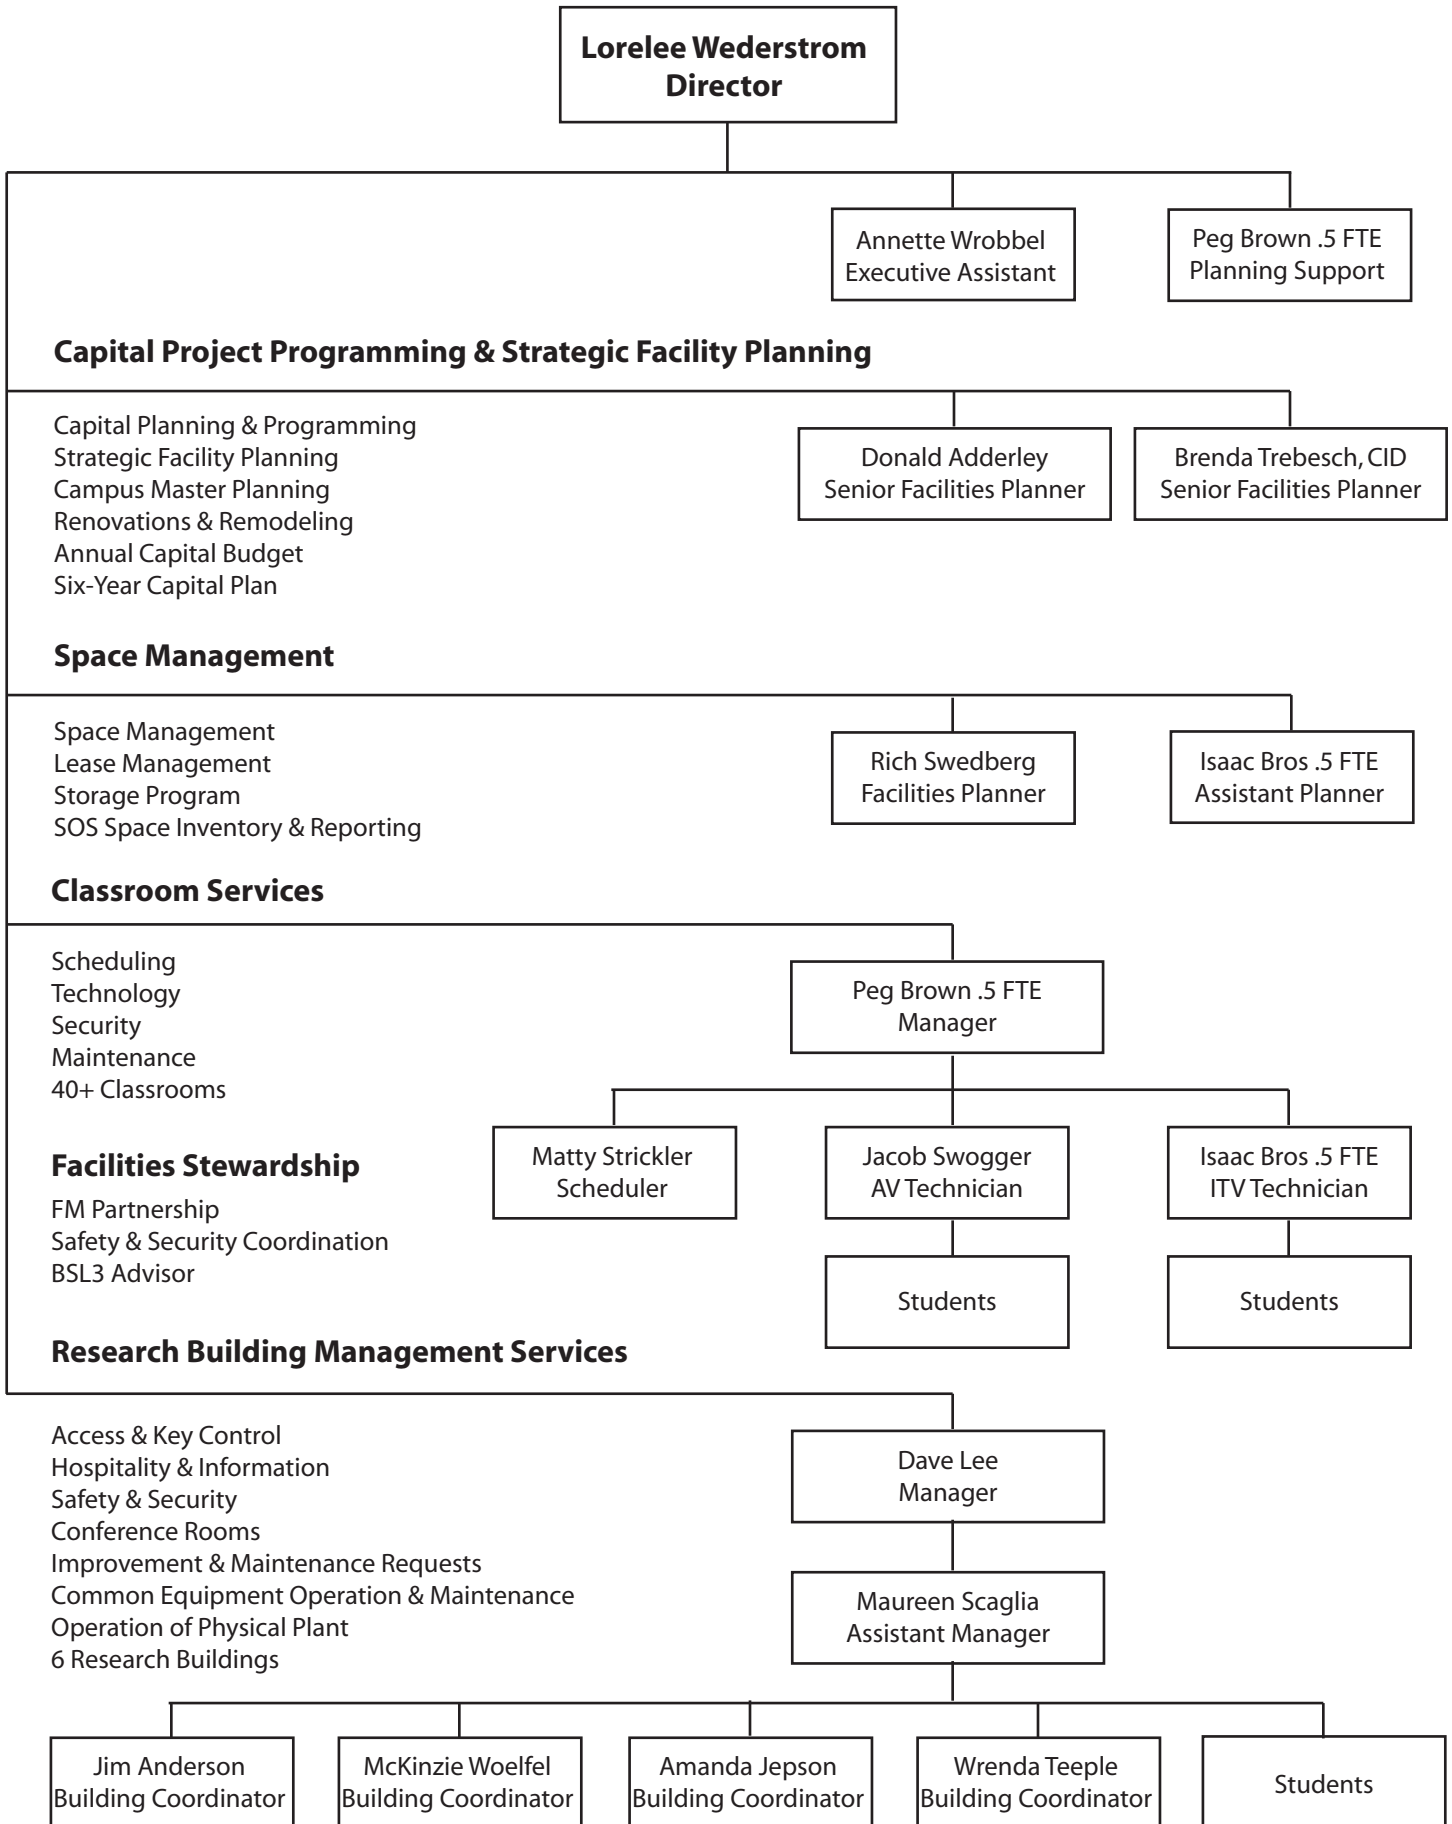 Lorelee Wederstrom
Director
Annette Wrobbel
Executive Assistant
Peg Brown .5 FTE
Planning Support
Capital Project Programming & Strategic Facility Planning
Capital Planning & Programming
Strategic Facility Planning
Campus Master Planning
Renovations & Remodeling
Annual Capital Budget
Six-Year Capital Plan
Donald Adderley
Senior Facilities Planner
Brenda Trebesch, CID
Senior Facilities Planner
Space Management
Space Management
Lease Management
Storage Program
SOS Space Inventory & Reporting
Rich Swedberg
Facilities Planner
Isaac Bros .5 FTE
Assistant Planner
Classroom Services
Scheduling
Technology
Security
Maintenance
40+ Classrooms
Peg Brown .5 FTE
Manager
Matty Strickler
Scheduler
Jacob Swogger
AV Technician
Isaac Bros .5 FTE
ITV Technician
Students
Students
Facilities Stewardship
FM Partnership
Safety & Security Coordination
BSL3 Advisor
Research Building Management Services
Access & Key Control
Hospitality & Information
Safety & Security
Conference Rooms
Improvement & Maintenance Requests
Common Equipment Operation & Maintenance
Operation of Physical Plant
6 Research Buildings
Dave Lee
Manager
Maureen Scaglia
Assistant Manager
Jim Anderson
Building Coordinator
McKinzie Woelfel
Building Coordinator
Amanda Jepson
Building Coordinator
Wrenda Teeple
Building Coordinator
Students